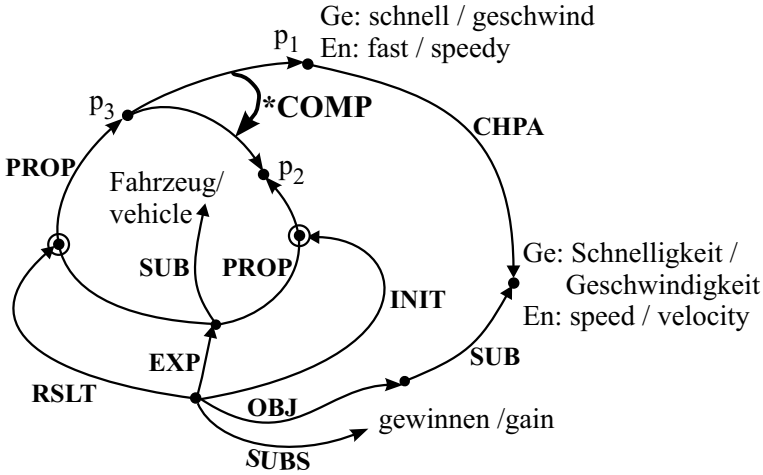 Ge: schnell / geschwind
p1
En: fast / speedy
*COMP
p3
CHPA
PROP
p2
Fahrzeug/
vehicle
Ge: Schnelligkeit /
Geschwindigkeit
SUB
PROP
INIT
En: speed / velocity
SUB
EXP
RSLT
OBJ
gewinnen /gain
SUBS